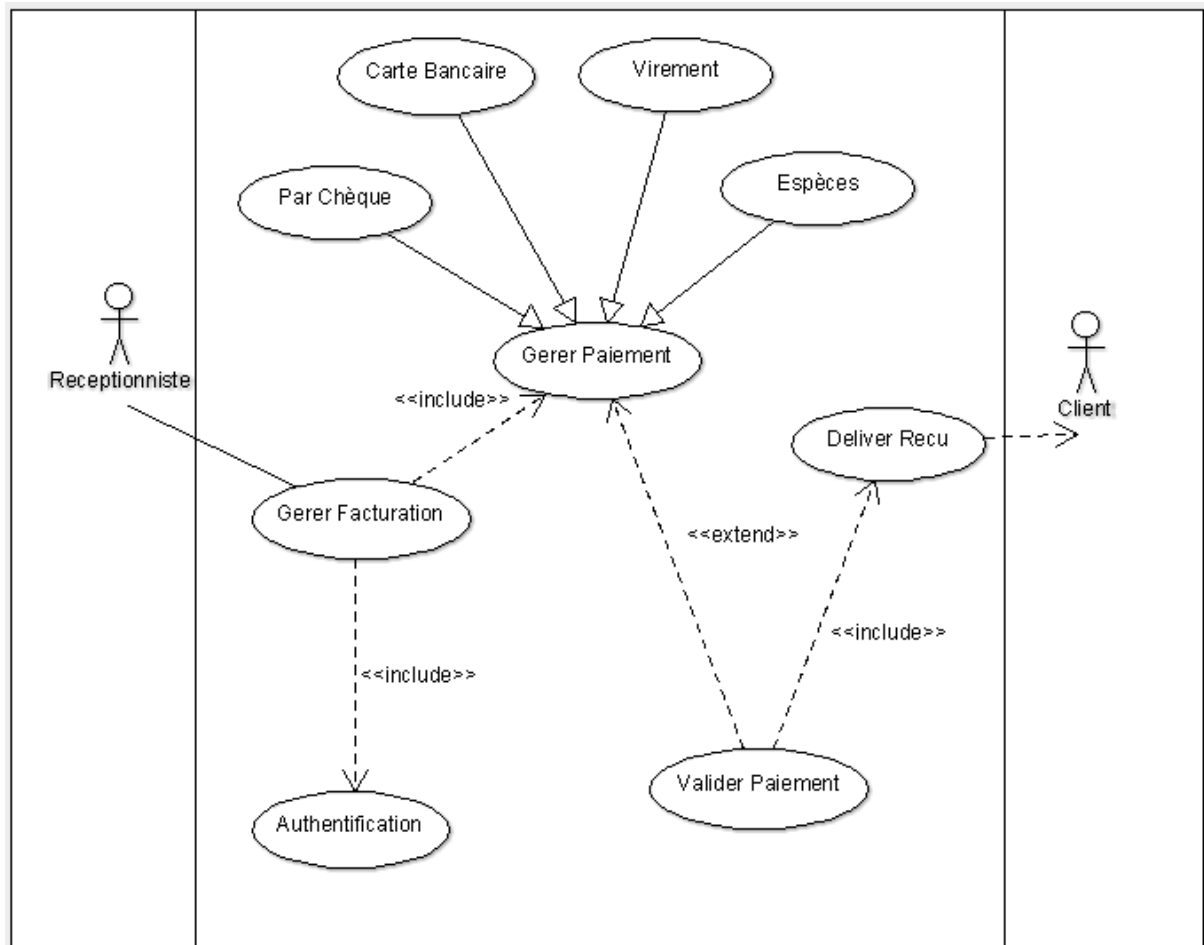 Carte Bancaire
Virement
Par Chèque
Espèces
Receptionniste
Gerer Paiement
Client
<<include>>
Deliver Recu
Gerer Facturation
<<extend>>
<<include>>
<<include>>
Valider Paiement
Authentification